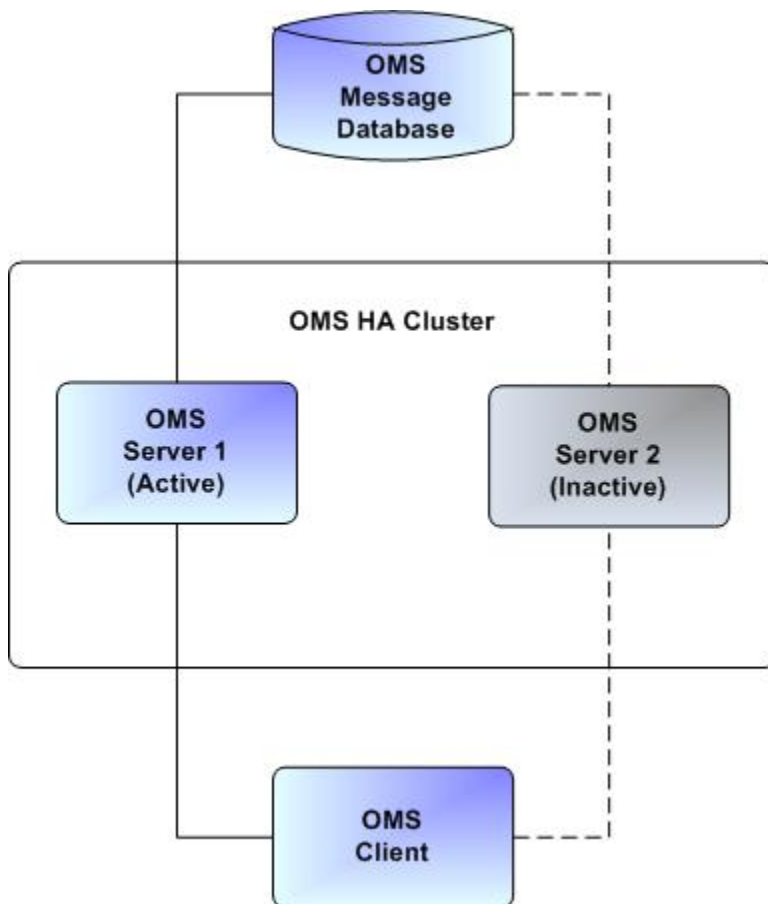 OMS
Message
Database
OMS HA Cluster
OMS
Server 1
(Active)
OMS
Server 2
(Inactive)
OMS
Client